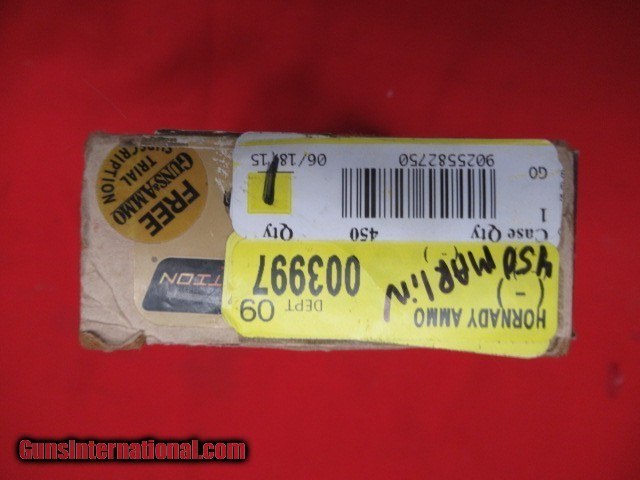 FREE
GUNS&AMMO
TRIAL
SUBSCRIPTION
HORNADY AMMO
(-)
DEPT
09
003997
450 MARLIN
Case Qty
1
450
Qty
1
GO
90255582750
06/18/15
GunsInternational.com